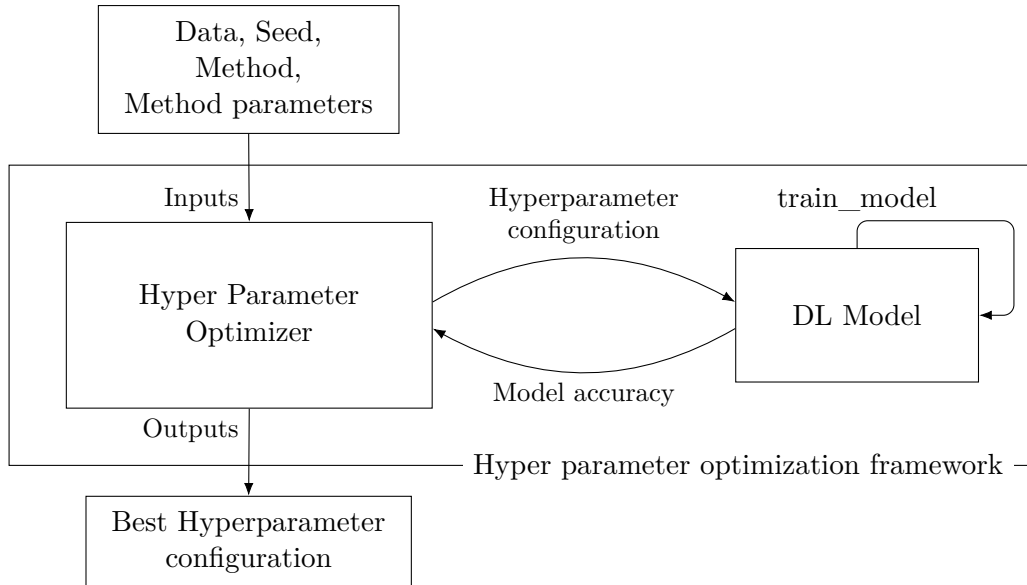 Data, Seed,
Method,
Method parameters
Inputs
Hyperparameter
configuration
train_model
Hyper Parameter
Optimizer
DL Model
Model accuracy
Outputs
Hyper parameter optimization framework
Best Hyperparameter
configuration